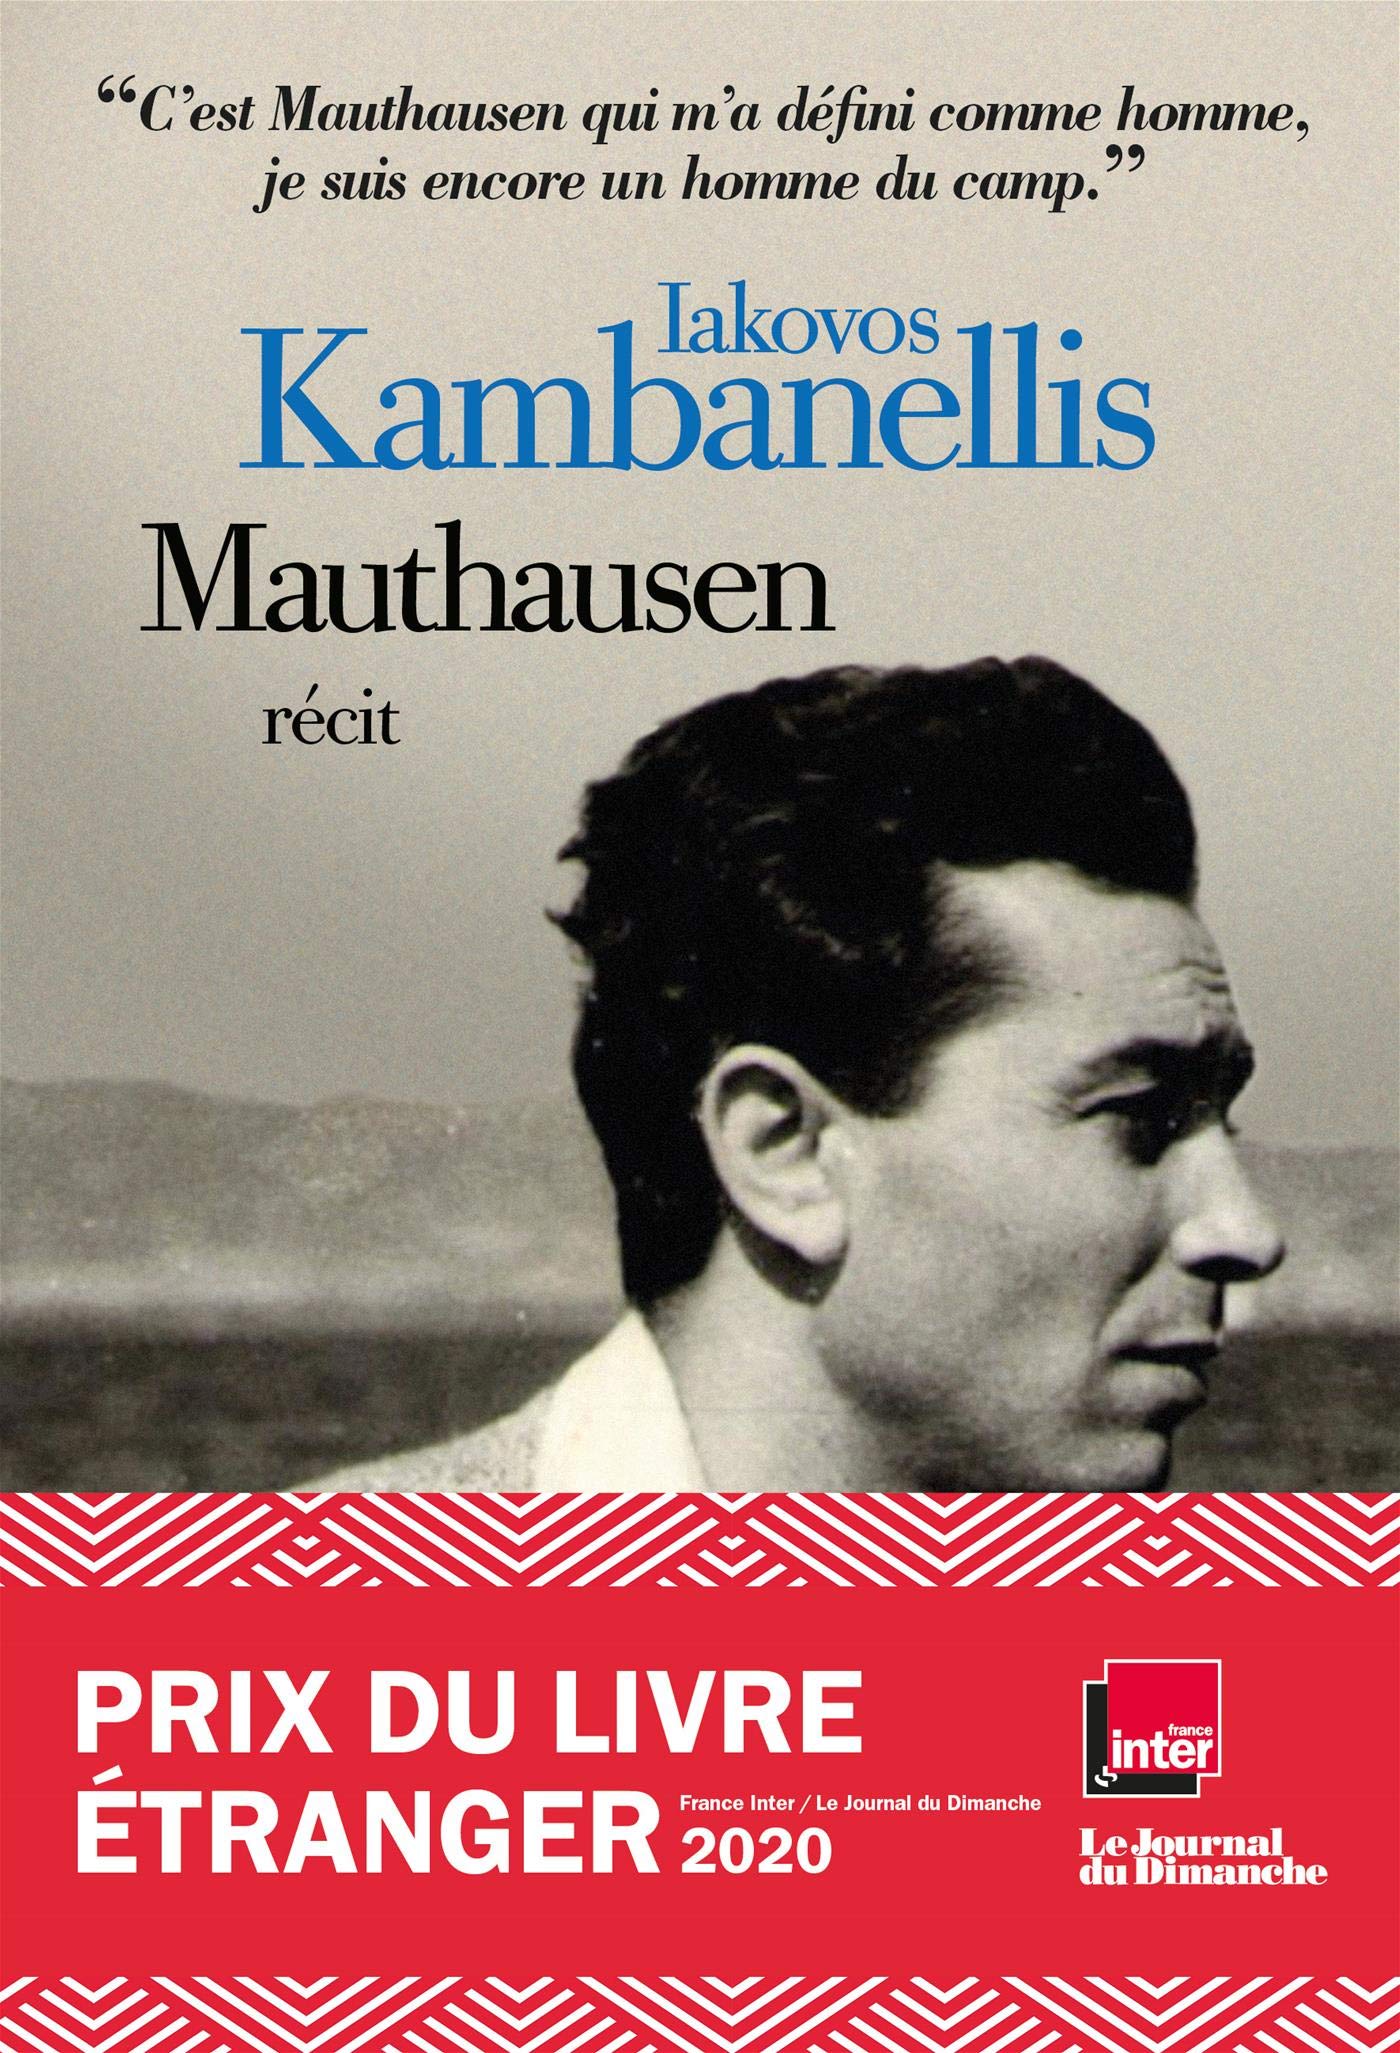 “C’est Mauthausen qui m’a défini comme homme,
je suis encore un homme du camp.”
Iakovos
Kambanellis
Mauthausen
récit
PRIX DU LIVRE
ÉTRANGER
France Inter / Le Journal du Dimanche
2020
france
inter
Le Journal
du Dimanche